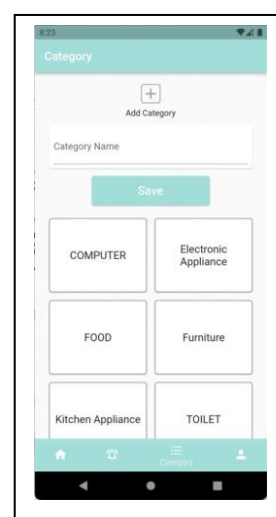 8:23
Category
Add Category
Category Name
Save
COMPUTER
Electronic
Appliance
FOOD
Furniture
Kitchen Appliance
TOILET
Category